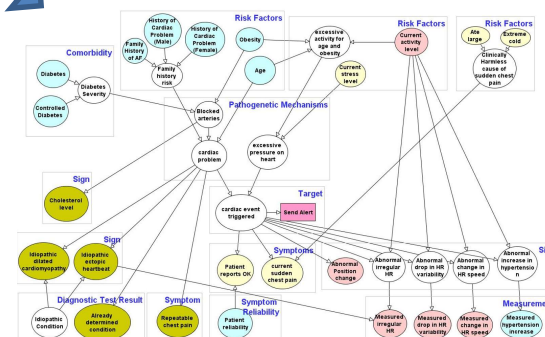 Risk Factors
Risk Factors
Risk Factors
History of
Cardiac
Problem
(Male)
History of
Cardiac
Problem
(Female)
Family
History
of AF
Family
history
risk
Obesity
Age
excessive
activity for
age and
obesity
Current
activity
level
Current
stress
level
Ate
large
Extreme
cold
Clinically
Harmless
cause of
sudden chest
pain
Comorbidity
Diabetes
Diabetes
Severity
Controlled
Diabetes
Pathogenetic Mechanisms
Blocked
arteries
cardiac
problem
excessive
pressure on
heart
Sign
Cholesterol
level
Target
cardiac event
triggered
Send Alert
Sign
Idiopathic
dilated
cardiomyopathy
Idiopathic
ectopic
heartbeat
Symptoms
Patient
reports OK
current
sudden
chest pain
Abnormal
Position
change
Abnormal
irregular
HR
Abnormal
drop in HR
variability
Abnormal
change in
HR speed
Abnormal
increase in
hypertensio
n
Diagnostic Test Result
Idiopathic
Condition
Already
determined
condition
Symptom
Repeatable
chest pain
Symptom
Reliability
Patient
reliability
Measured
irregular
HR
Measured
drop in HR
variability
Measured
change in
HR speed
Measured
hypertension
increase